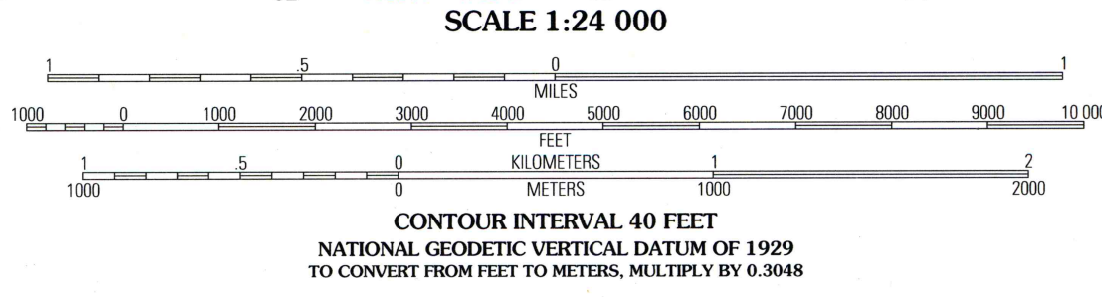 SCALE 1:24 000
1 .5 0 1
MILES
1000 0 1000 2000 3000 4000 5000 6000 7000 8000 9000 10 000
FEET
1 .5 0 KILOMETERS 1 2
1000 0 METERS 1000 2000
CONTOUR INTERVAL 40 FEET
NATIONAL GEODETIC VERTICAL DATUM OF 1929
TO CONVERT FROM FEET TO METERS, MULTIPLY BY 0.3048